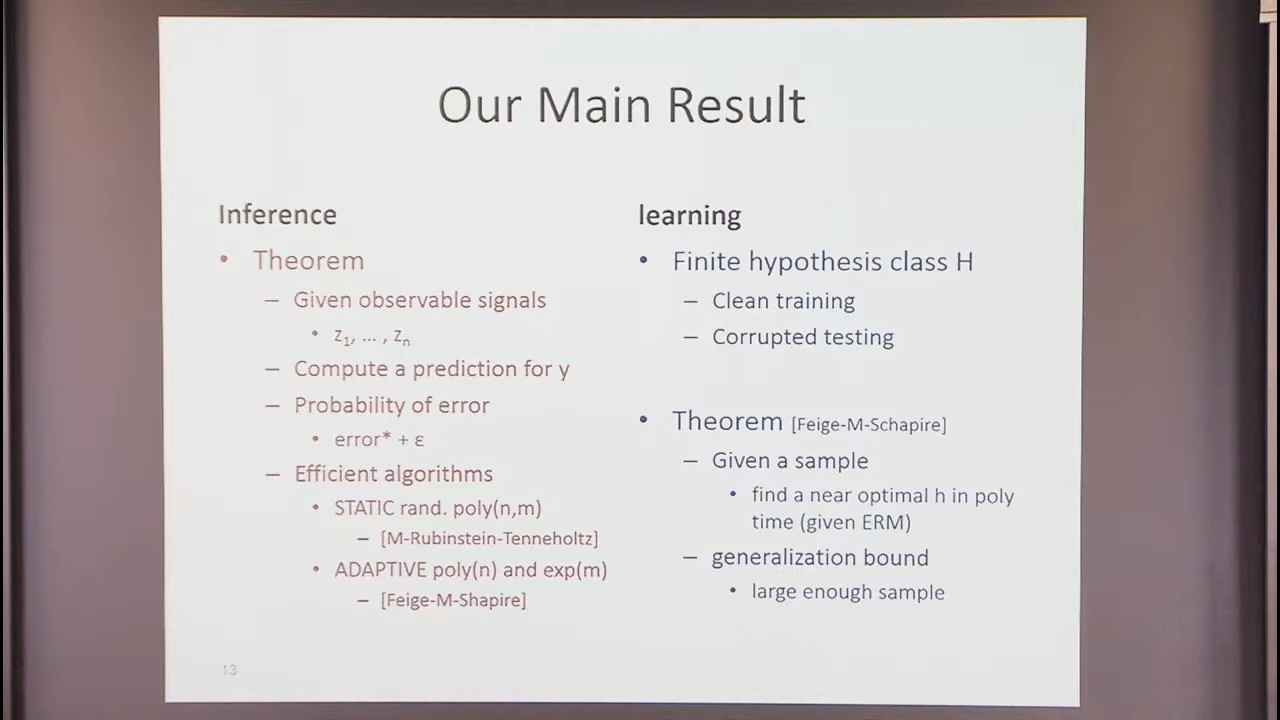 Our Main Result
Inference
• Theorem
– Given observable signals
• z1, ... , zn
– Compute a prediction for y
– Probability of error
• error* + ε
– Efficient algorithms
• STATIC rand. poly(n,m)
– [M-Rubinstein-Tenneholtz]
• ADAPTIVE poly(n) and exp(m)
– [Feige-M-Shapire]
learning
• Finite hypothesis class H
– Clean training
– Corrupted testing
• Theorem [Feige-M-Schapire]
– Given a sample
• find a near optimal h in poly
time (given ERM)
– generalization bound
• large enough sample
13